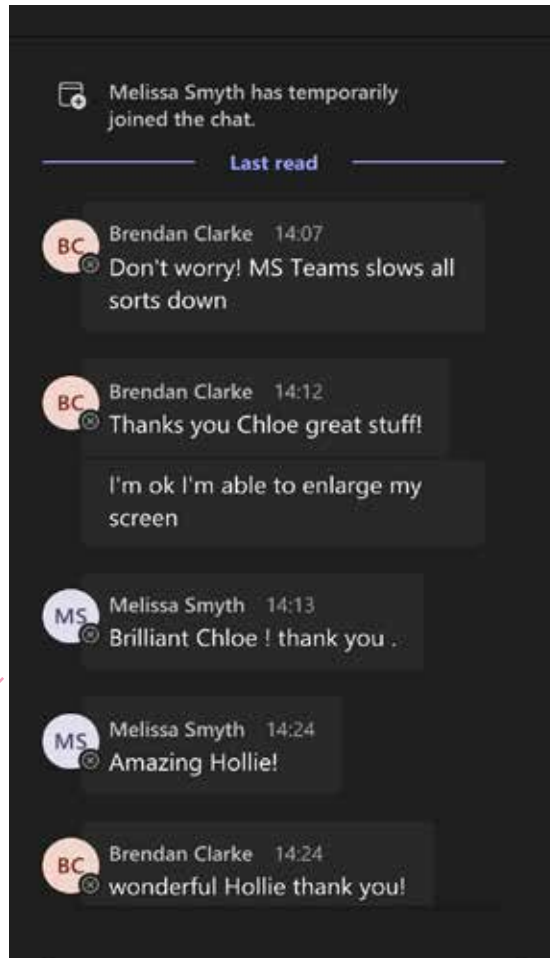 Melissa Smyth has temporarily
joined the chat.
Last read
BC
Brendan Clarke 14:07
Don't worry! MS Teams slows all
sorts down
BC
Brendan Clarke 14:12
Thanks you Chloe great stuff!
I'm ok I'm able to enlarge my
screen
MS
Melissa Smyth 14:13
Brilliant Chloe ! thank you .
MS
Melissa Smyth 14:24
Amazing Hollie!
BC
Brendan Clarke 14:24
wonderful Hollie thank you!